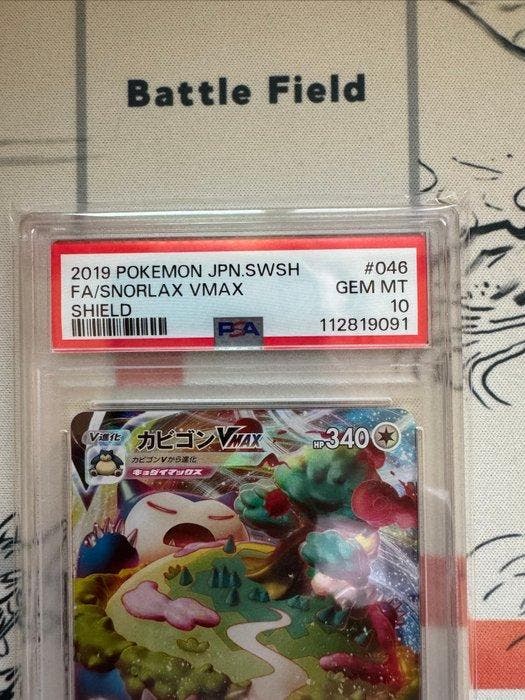 Battle Field
2019 POKEMON JPN.SWSH #046
FA/SNORLAX VMAX GEM MT
SHIELD 10
PSA 112819091
V進化 カビゴンVMAX HP340
カビゴンVから進化
キョダイマックス